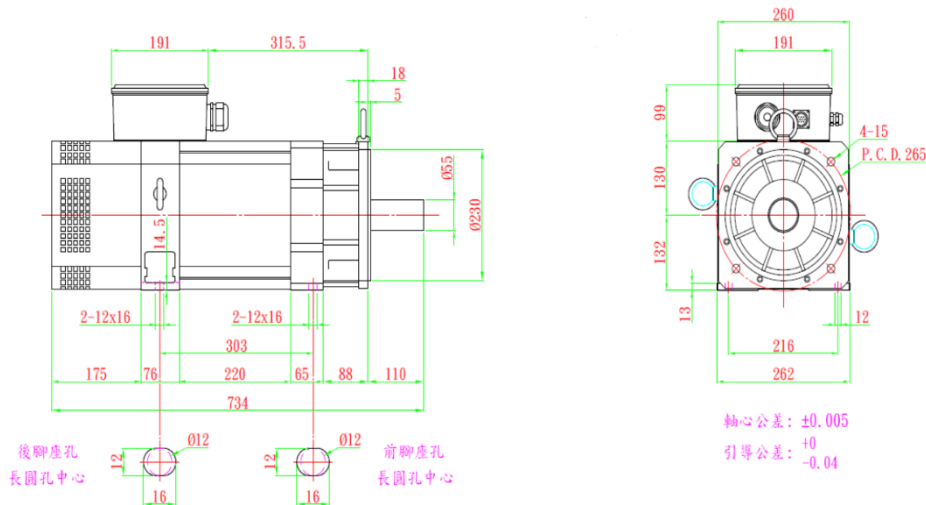 191
315.5
18
5
Ø55
Ø230
14.5
2-12x16
2-12x16
303
175
76
220
65
88
110
734
後腳座孔
長圓孔中心
Ø12
12
16
Ø12
12
16
前腳座孔
長圓孔中心
260
191
99
4-15
P.C.D.265
130
132
13
12
216
262
軸心公差: ±0.005
引導公差: +0
-0.04